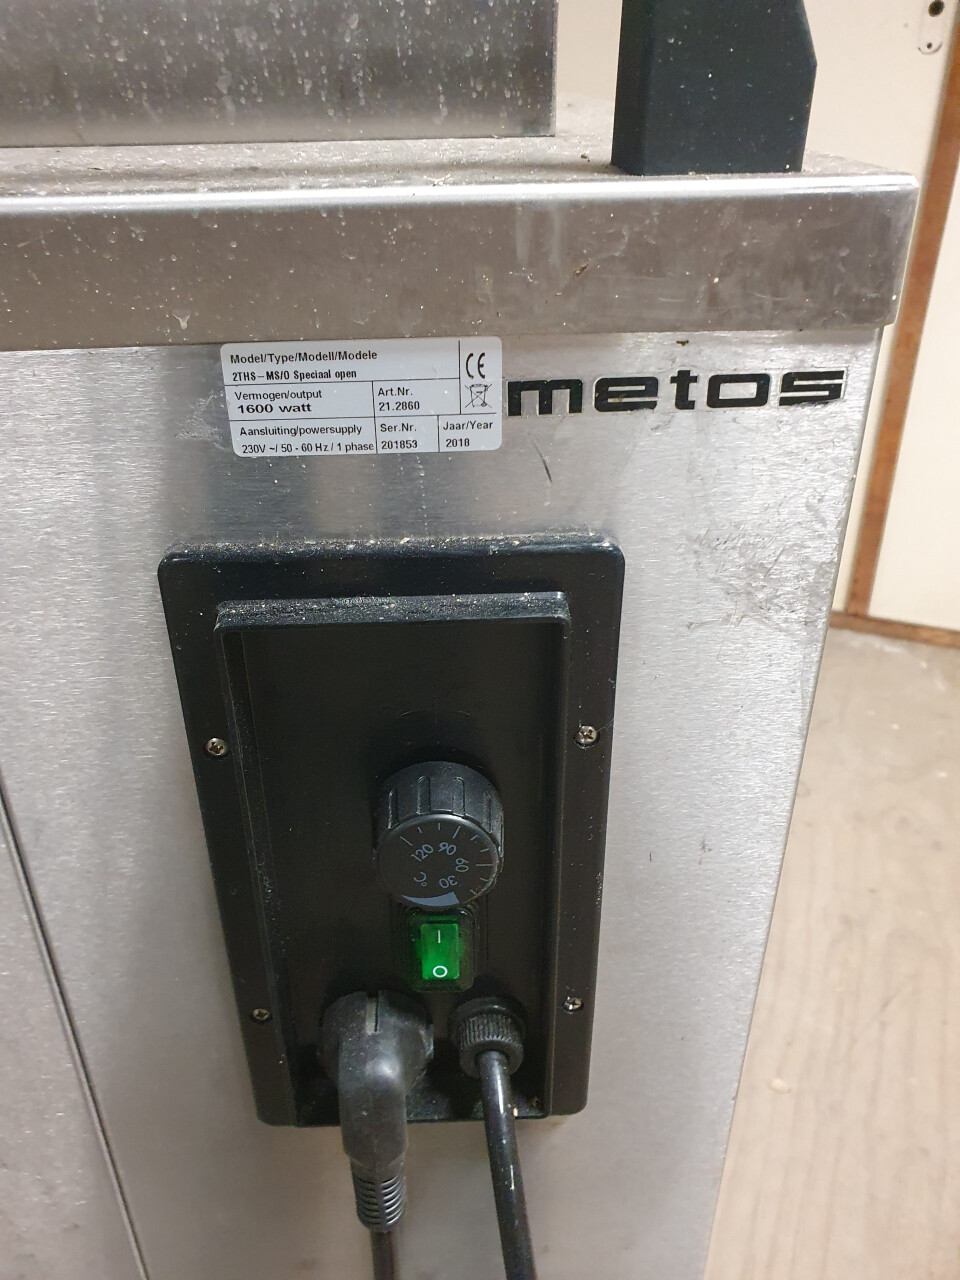 Model/Type/Modell/Modele
2THS-MS/0 Speciaal open
CE
Vermogen/output
1600 watt
Art.Nr.
21.2860
Aansluiting/powersupply
230V ~/ 50 - 60 Hz / 1 phase
Ser.Nr.
201853
Jaar/Year
2018
metos
120
90
60
30
°C
I
O